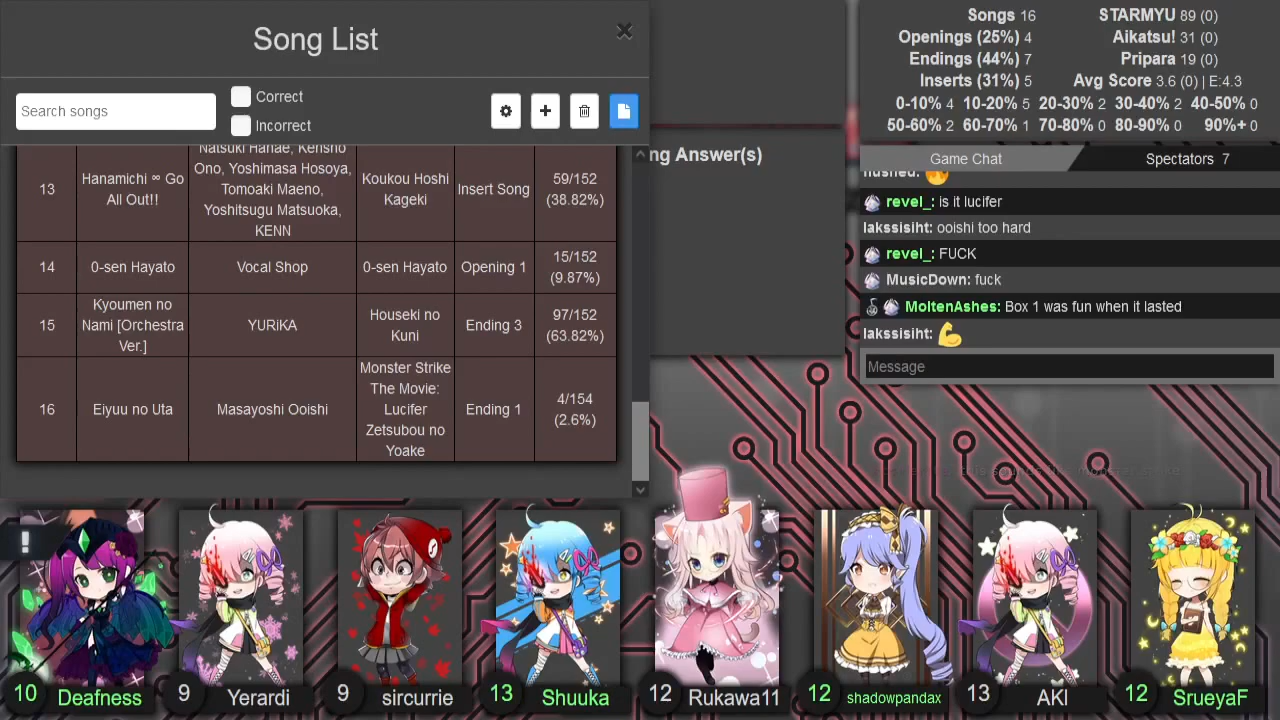 Song List
Search songs
Correct
Incorrect
13
Hanamichi ∞ Go
All Out!!
Natsuki Hanae, Kensho
Ono, Yoshimasa Hosoya,
Tomoaki Maeno,
Yoshitsugu Matsuoka,
KENN
Koukou Hoshi
Kageki
Insert Song
59/152
(38.82%)
14
0-sen Hayato
Vocal Shop
0-sen Hayato
Opening 1
15/152
(9.87%)
15
Kyoumen no
Nami [Orchestra
Ver.]
YURiKA
Houseki no
Kuni
Ending 3
97/152
(63.82%)
16
Eiyuu no Uta
Masayoshi Ooishi
Monster Strike
The Movie:
Lucifer
Zetsubou no
Yoake
Ending 1
4/154
(2.6%)
ng Answer(s)
Songs 16
STARMYU 89 (0)
Openings (25%) 4
Aikatsu! 31 (0)
Endings (44%) 7
Pripara 19 (0)
Inserts (31%) 5
Avg Score 3.6 (0) | E:4.3
0-10% 4 10-20% 5 20-30% 2 30-40% 2 40-50% 0
50-60% 2 60-70% 1 70-80% 0 80-90% 0 90%+ 0
Game Chat
Spectators 7
revel_: is it lucifer
lakssisiht: ooishi too hard
revel_: FUCK
MusicDown: fuck
MoltenAshes: Box 1 was fun when it lasted
lakssisiht: 💪
Message
!
10 Deafness
9 Yerardi
9 sircurrie
13 Shuuka
12 Rukawa11
12 shadowpandax
13 AKI
12 SrueyaF